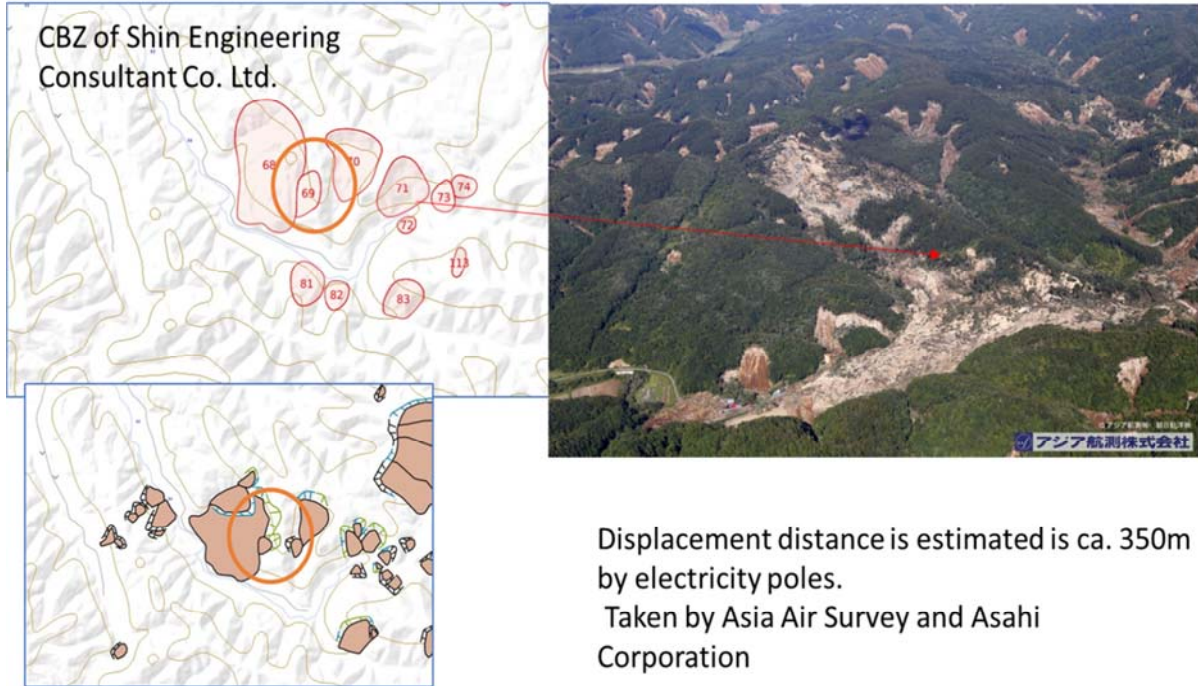 CBZ of Shin Engineering
Consultant Co. Ltd.
68
69
70
71
73
74
72
113
81
82
83
アジア航測株式会社
Displacement distance is estimated is ca. 350m
by electricity poles.
Taken by Asia Air Survey and Asahi
Corporation